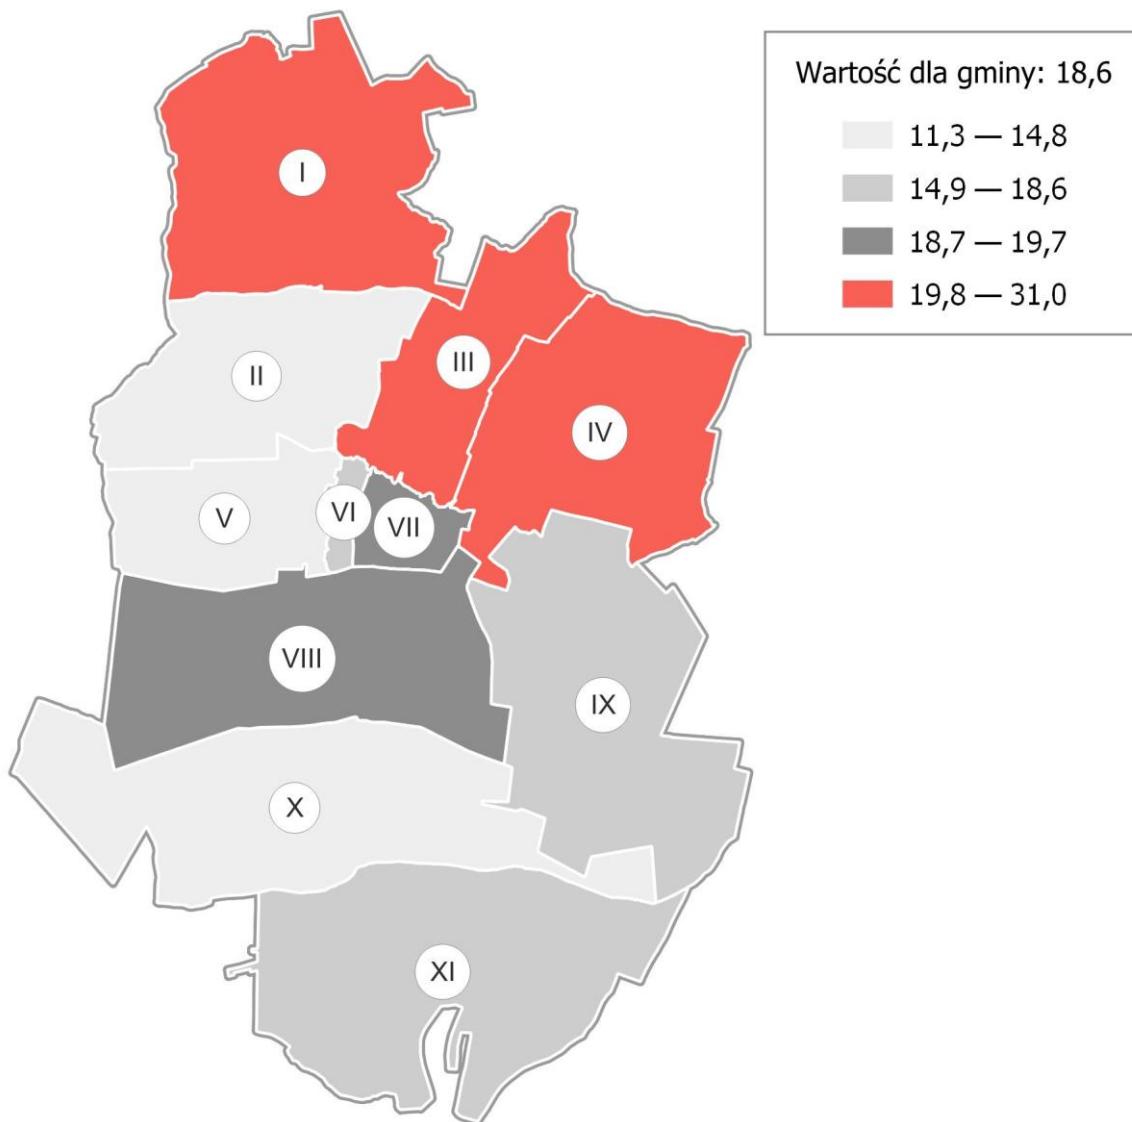 Wartość dla gminy: 18,6
11,3 — 14,8
14,9 — 18,6
18,7 — 19,7
19,8 — 31,0
I
II
III
IV
V
VI
VII
VIII
IX
X
XI